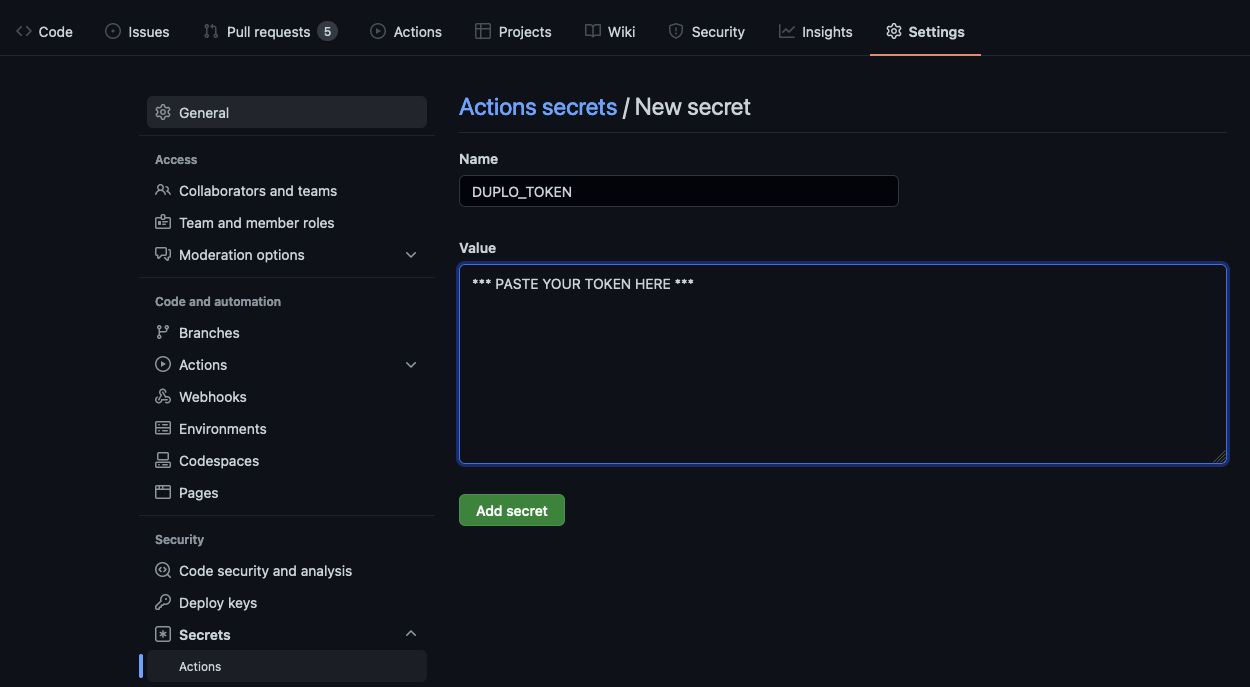 Code Issues Pull requests 5 Actions Projects Wiki Security Insights Settings
General
Access
Collaborators and teams
Team and member roles
Moderation options
Code and automation
Branches
Actions
Webhooks
Environments
Codespaces
Pages
Security
Code security and analysis
Deploy keys
Secrets
Actions
Actions secrets / New secret
Name
DUPLO_TOKEN
Value
*** PASTE YOUR TOKEN HERE ***
Add secret